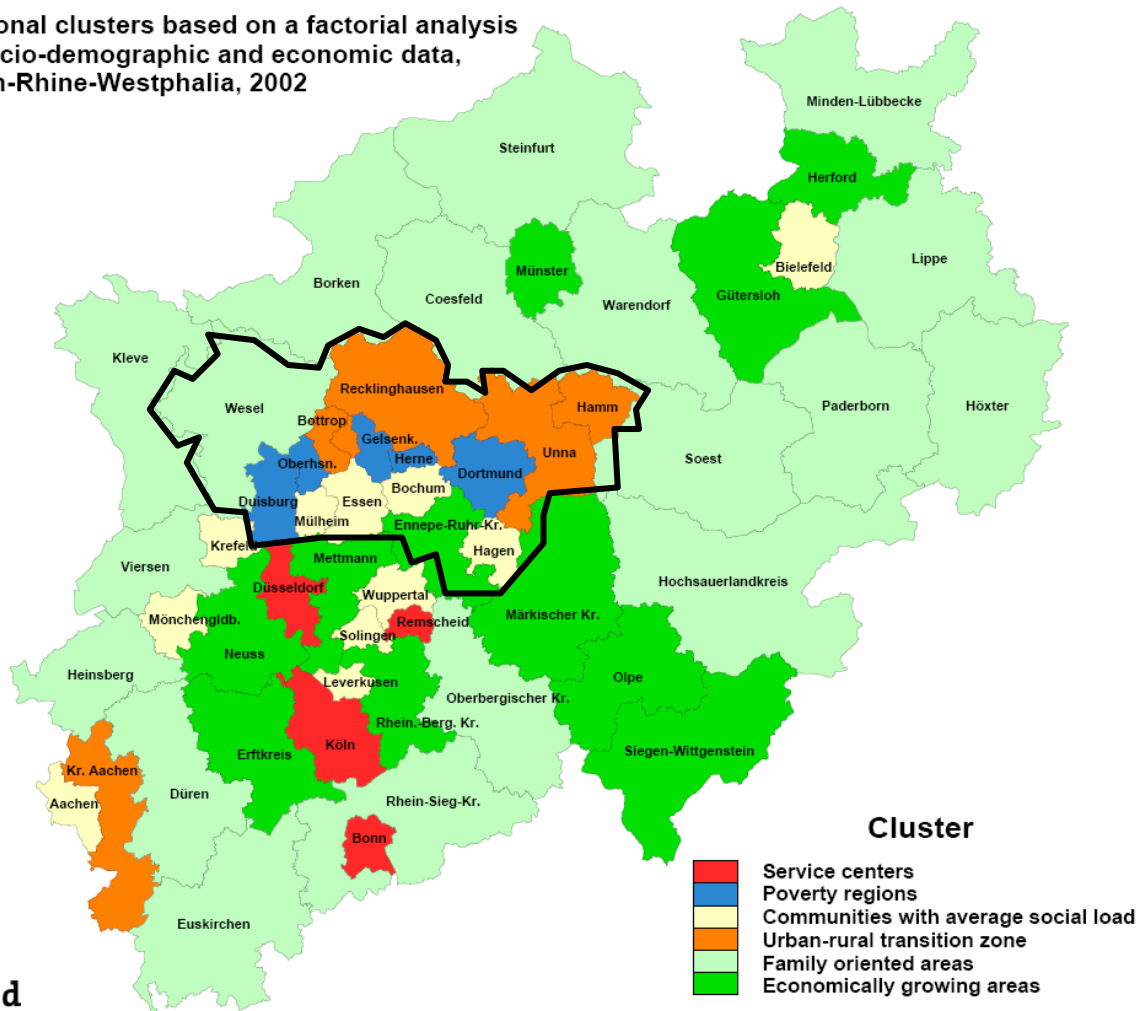 onal clusters based on a factorial analysis
cio-demographic and economic data,
n-Rhine-Westphalia, 2002
Minden-Lübbecke
Steinfurt
Herford
Lippe
Bielefeld
Münster
Borken
Gütersloh
Coesfeld
Warendorf
Kleve
Recklinghausen
Wesel
Hamm
Paderborn
Höxter
Bottrop
Gelsenk.
Unna
Herne
Soest
Oberhsn.
Dortmund
Bochum
Duisburg
Essen
Mülheim
Ennepe-Ruhr-Kr.
Krefeld
Hagen
Mettmann
Viersen
Hochsauerlandkreis
Düsseldorf
Wuppertal
Märkischer Kr.
Mönchengldb.
Remscheid
Solingen
Neuss
Heinsberg
Olpe
Leverkusen
Oberbergischer Kr.
Rhein.-Berg. Kr.
Köln
Siegen-Wittgenstein
Erftkreis
Kr. Aachen
Düren
Rhein-Sieg-Kr.
Aachen
Bonn
Euskirchen
Cluster
Service centers
Poverty regions
Communities with average social load
Urban-rural transition zone
Family oriented areas
Economically growing areas
d